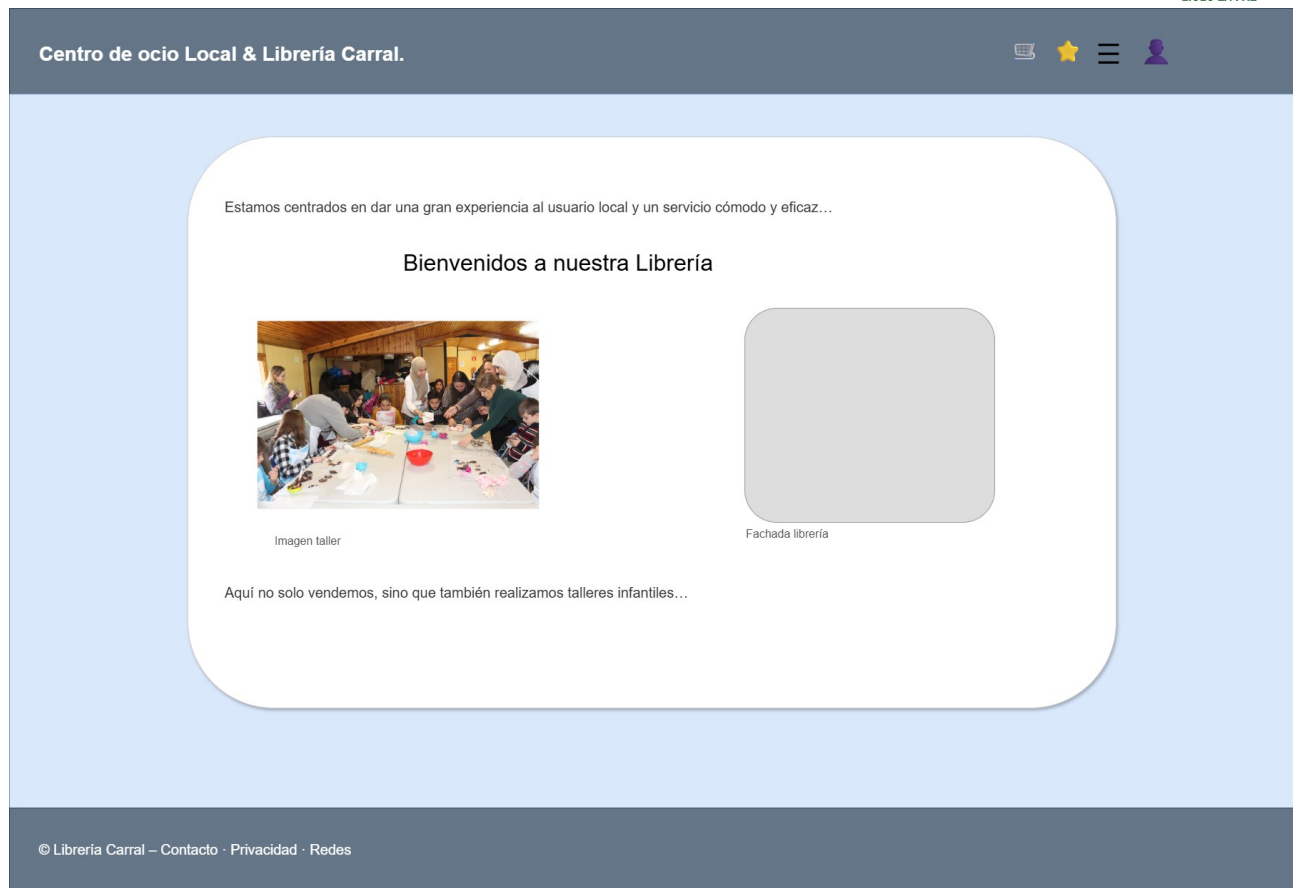 Centro de ocio Local & Librería Carral.
Estamos centrados en dar una gran experiencia al usuario local y un servicio cómodo y eficaz…
Bienvenidos a nuestra Librería
Imagen taller
Fachada librería
Aquí no solo vendemos, sino que también realizamos talleres infantiles…
© Librería Carral – Contacto · Privacidad · Redes